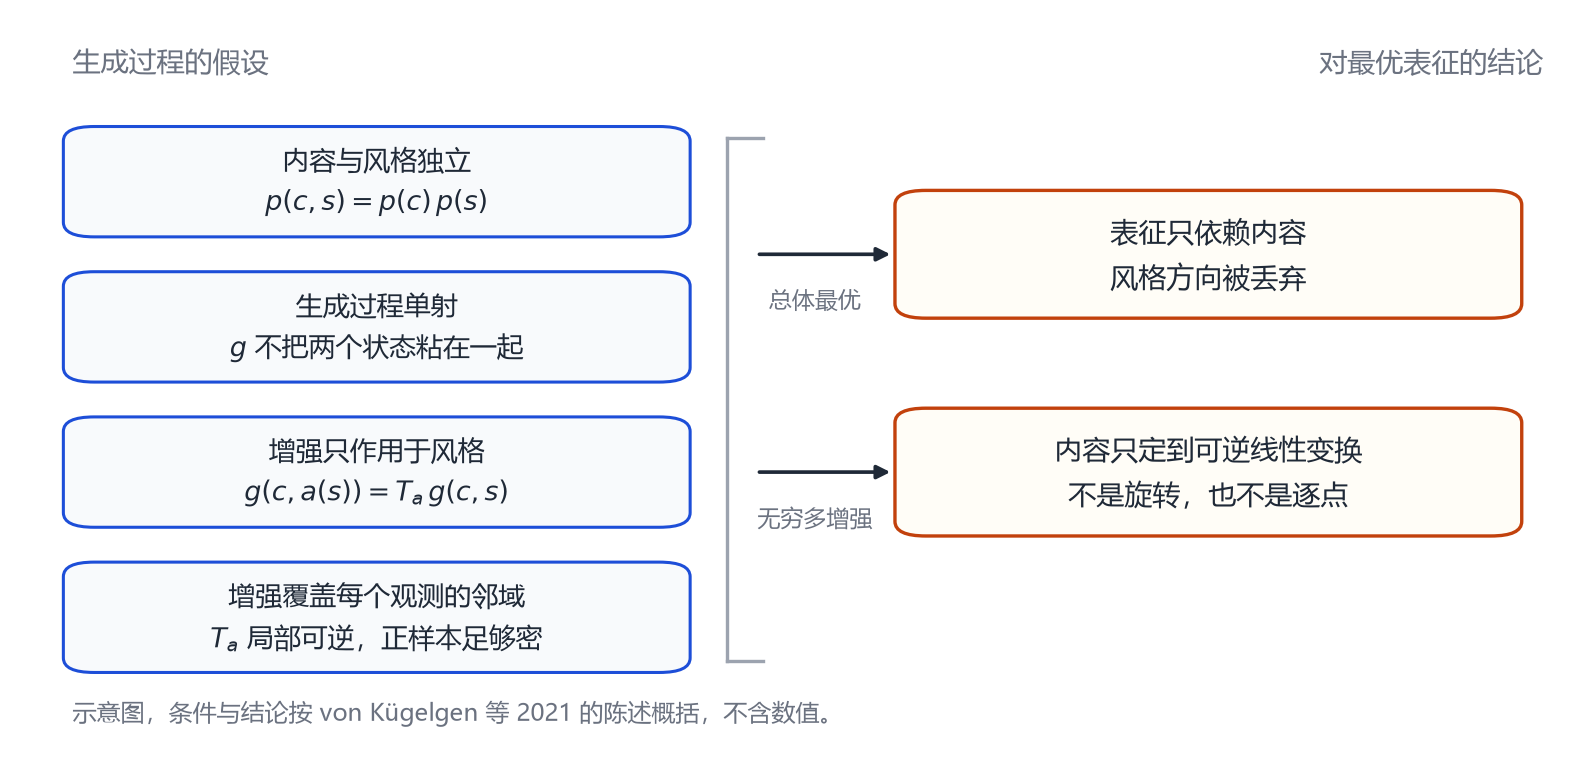 生成过程的假设
对最优表征的结论
内容与风格独立
p(c, s) = p(c) p(s)
生成过程单射
g 不把两个状态粘在一起
增强只作用于风格
g(c, a(s)) = Tₐ g(c, s)
增强覆盖每个观测的邻域
Tₐ 局部可逆，正样本足够密
总体最优
无穷多增强
表征只依赖内容
风格方向被丢弃
内容只定到可逆线性变换
不是旋转，也不是逐点
示意图，条件与结论按 von Kügelgen 等 2021 的陈述概括，不含数值。